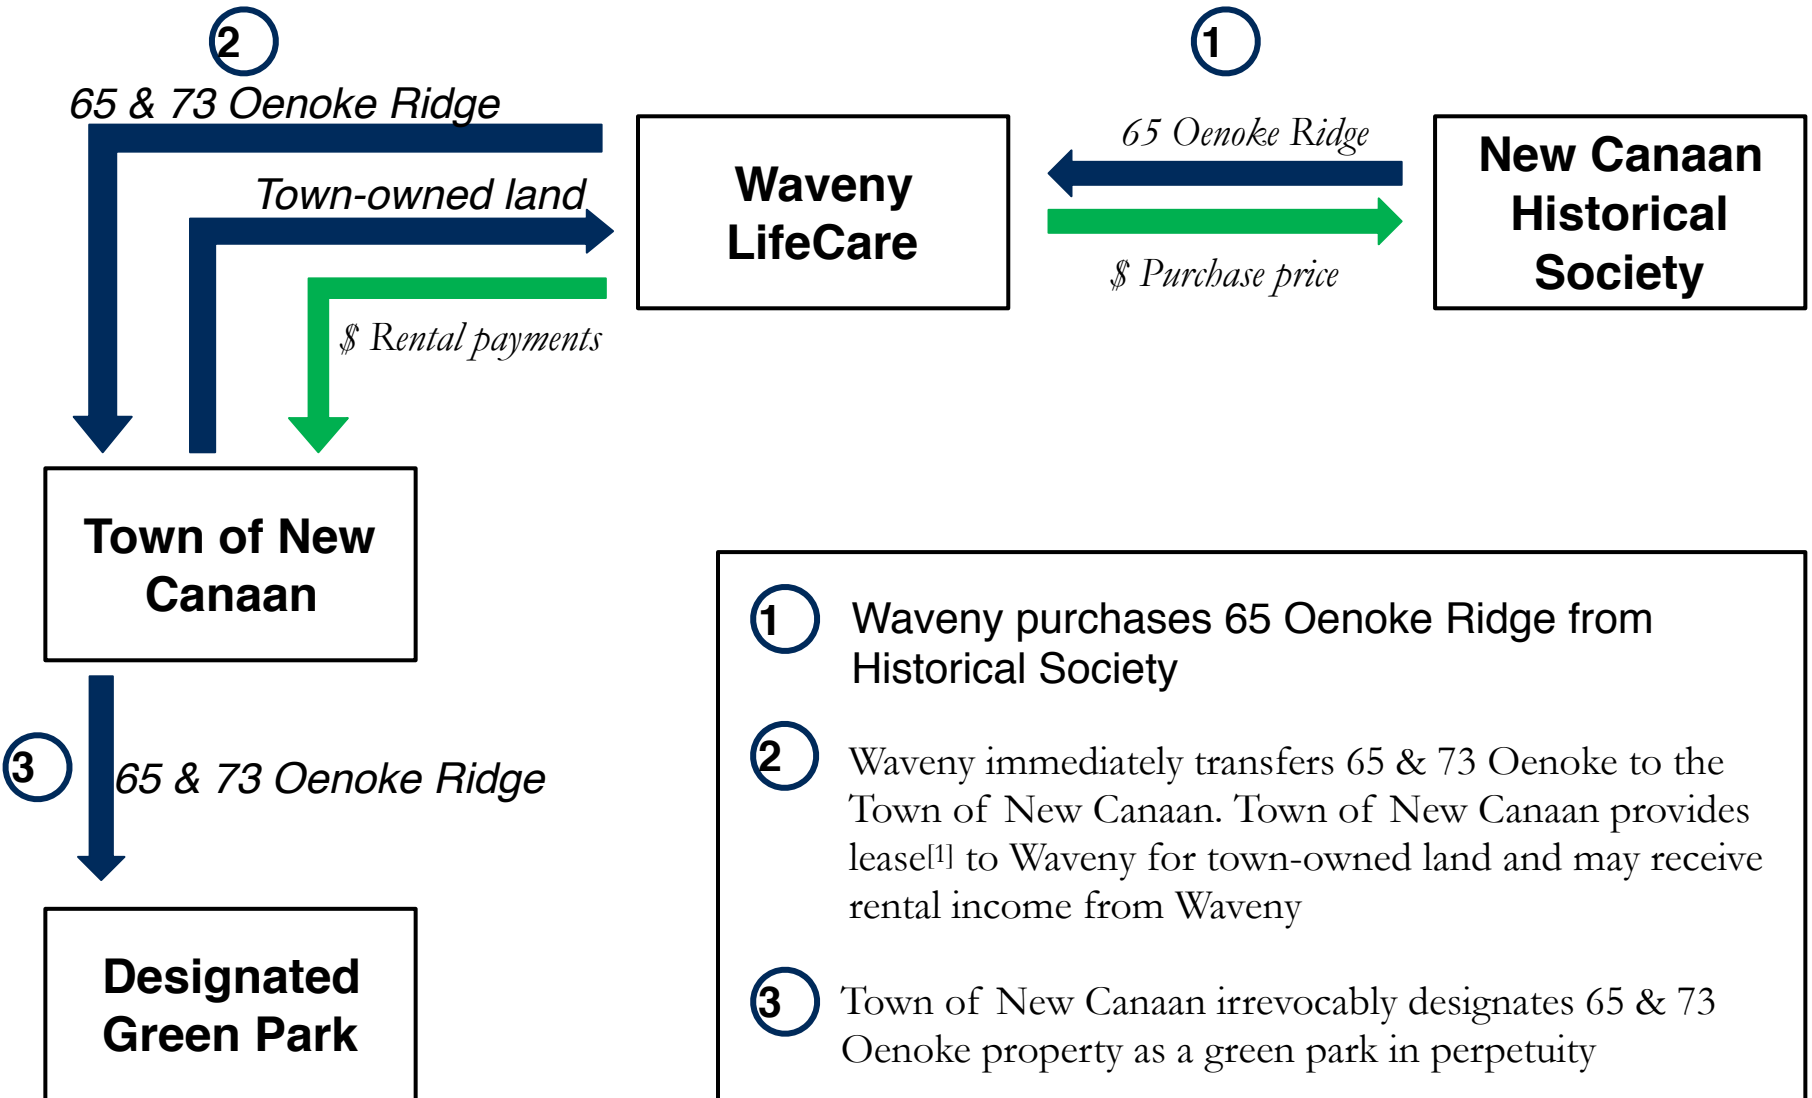 2
65 & 73 Oenoke Ridge
Town-owned land
$ Rental payments
Waveny
LifeCare
1
65 Oenoke Ridge
$ Purchase price
New Canaan
Historical
Society
Town of New
Canaan
3
65 & 73 Oenoke Ridge
Designated
Green Park
1 Waveny purchases 65 Oenoke Ridge from
Historical Society
2 Waveny immediately transfers 65 & 73 Oenoke to the
Town of New Canaan. Town of New Canaan provides
lease[1] to Waveny for town-owned land and may receive
rental income from Waveny
3 Town of New Canaan irrevocably designates 65 & 73
Oenoke property as a green park in perpetuity